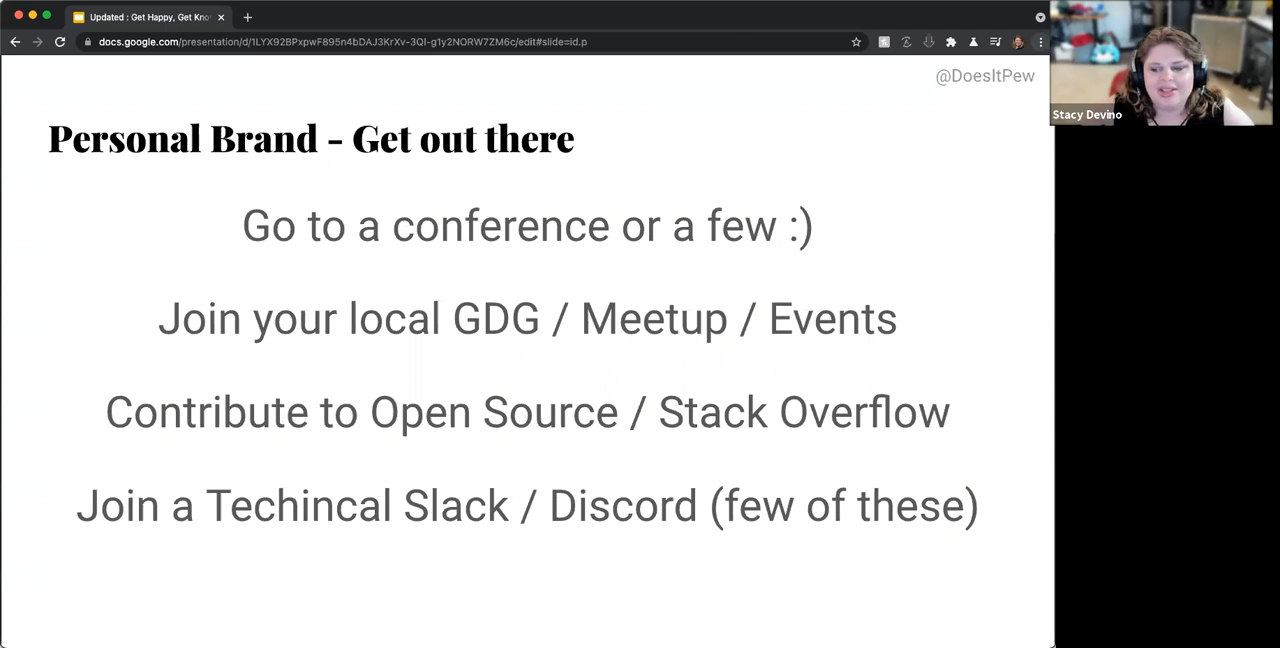 Updated : Get Happy, Get Kno
docs.google.com/presentation/d/1LYX92BPxpwF895n4bDAJ3KrXv-3Ql-g1y2NORW7ZM6c/edit#slide=id.p
@DoesItPew
Stacy Devino
Personal Brand - Get out there
Go to a conference or a few :)
Join your local GDG / Meetup / Events
Contribute to Open Source / Stack Overflow
Join a Techincal Slack / Discord (few of these)